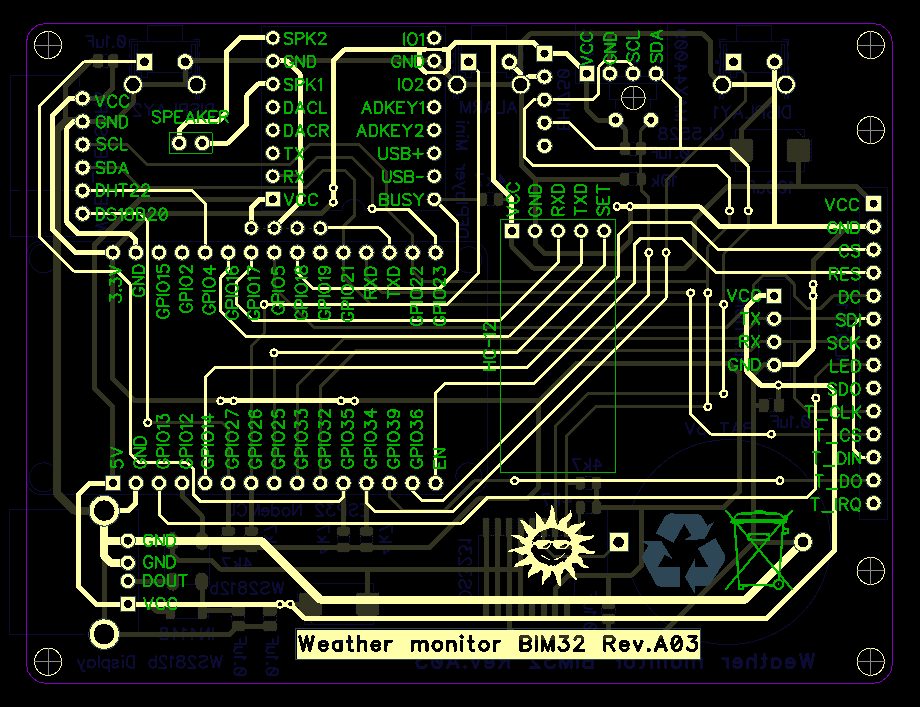 SPK2
GND
SPK1
DACL
DACR
TX
RX
VCC
IO1
GND
IO2
ADKEY1
ADKEY2
USB+
USB-
BUSY
VCC
GND
SCL
SDA
VCC
GND
SCL
SDA
DHT22
DS18B20
SPEAKER
VCC
GND
RXD
TXD
SET
HC-12
3.3V
GND
GPIO15
GPIO2
GPIO4
GPIO16
GPIO17
GPIO5
GPIO18
GPIO19
GPIO21
RXD
TXD
GPIO22
GPIO23
VCC
GND
CS
RES
DC
SDI
SCK
LED
SDO
T_CLK
T_CS
T_DIN
T_DO
T_IRQ
VCC
TX
RX
GND
5V
GND
GPIO13
GPIO12
GPIO14
GPIO27
GPIO26
GPIO25
GPIO33
GPIO32
GPIO35
GPIO34
GPIO39
GPIO36
EN
GND
GND
DOUT
VCC
Weather monitor BIM32 Rev.A03